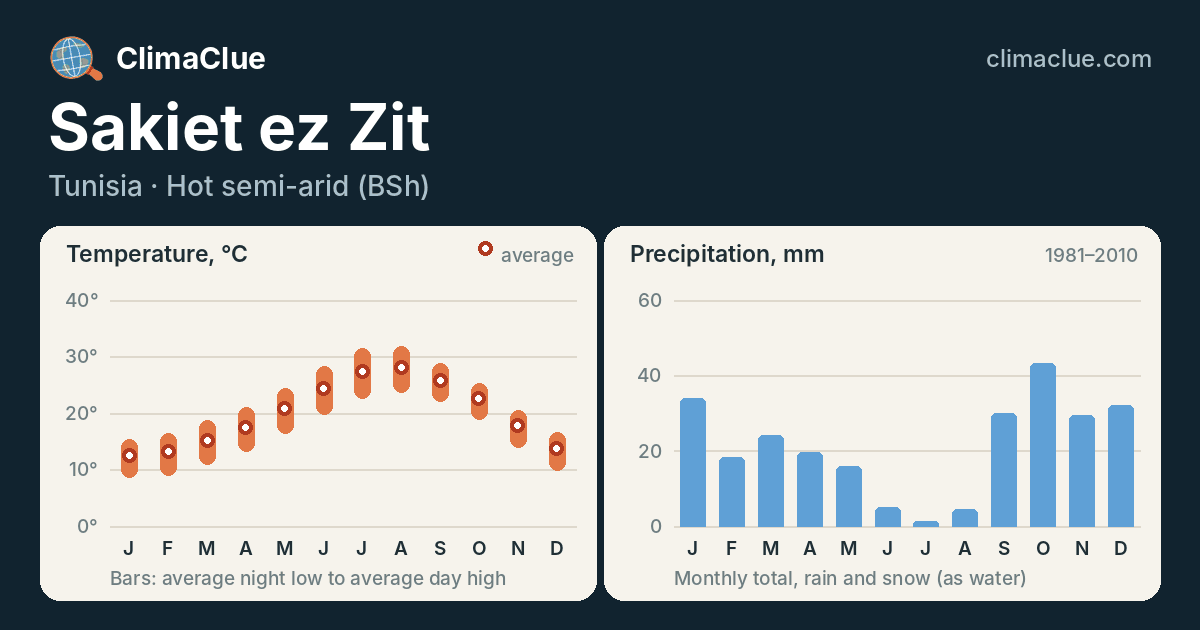 ClimaClue
climaclue.com
Sakiet ez Zit
Tunisia · Hot semi-arid (BSh)
Temperature, °C
average
40°
30°
20°
10°
0°
J F M A M J J A S O N D
Bars: average night low to average day high
Precipitation, mm
1981–2010
60
40
20
0
J F M A M J J A S O N D
Monthly total, rain and snow (as water)